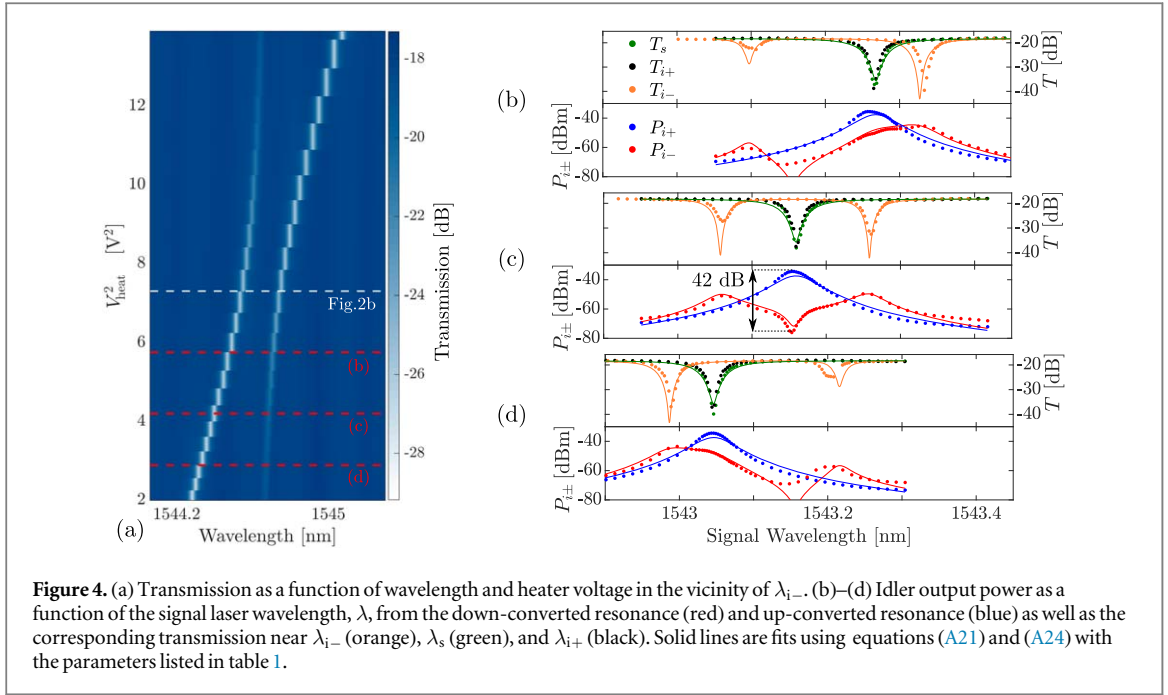 12
10
8
6
4
2
V²heat [V²]
Fig.2b
(b)
(c)
(d)
1544.2
1545
Wavelength [nm]
(a)
-18
-20
-22
-24
-26
-28
Transmission [dB]
(b)
Ts
Ti+
Ti−
-20
-30
-40
T [dB]
Pi+
Pi−
-40
-60
-80
Pi± [dBm]
(c)
-20
-40
T [dB]
42 dB
-40
-60
-80
Pi± [dBm]
(d)
-20
-30
-40
T [dB]
-40
-60
-80
Pi± [dBm]
1543
1543.2
1543.4
Signal Wavelength [nm]
Figure 4. (a) Transmission as a function of wavelength and heater voltage in the vicinity of λi−. (b)–(d) Idler output power as a
function of the signal laser wavelength, λ, from the down-converted resonance (red) and up-converted resonance (blue) as well as the
corresponding transmission near λi− (orange), λs (green), and λi+ (black). Solid lines are fits using equations (A21) and (A24) with
the parameters listed in table 1.